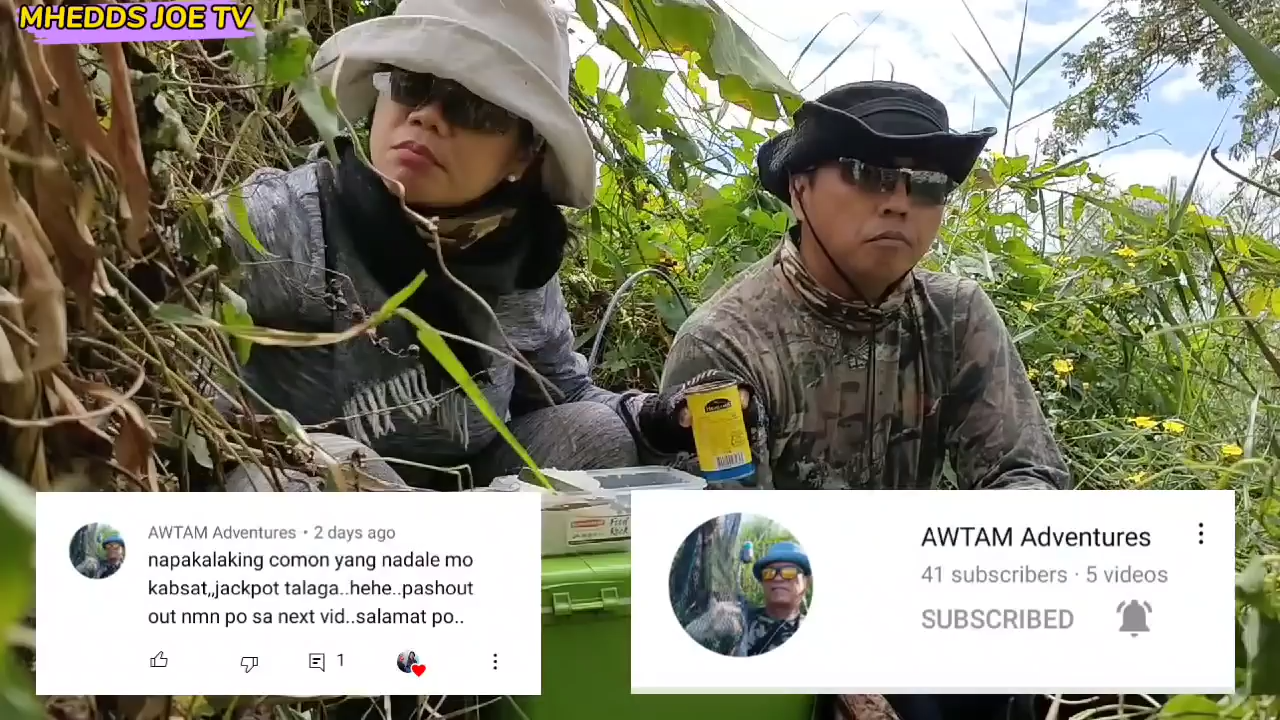 MHEDDS JOE TV
AWTAM Adventures • 2 days ago
napakalaking comon yang nadale mo
kabsat,,jackpot talaga..hehe..pashout
out nmn po sa next vid..salamat po..
1
AWTAM Adventures
41 subscribers · 5 videos
SUBSCRIBED